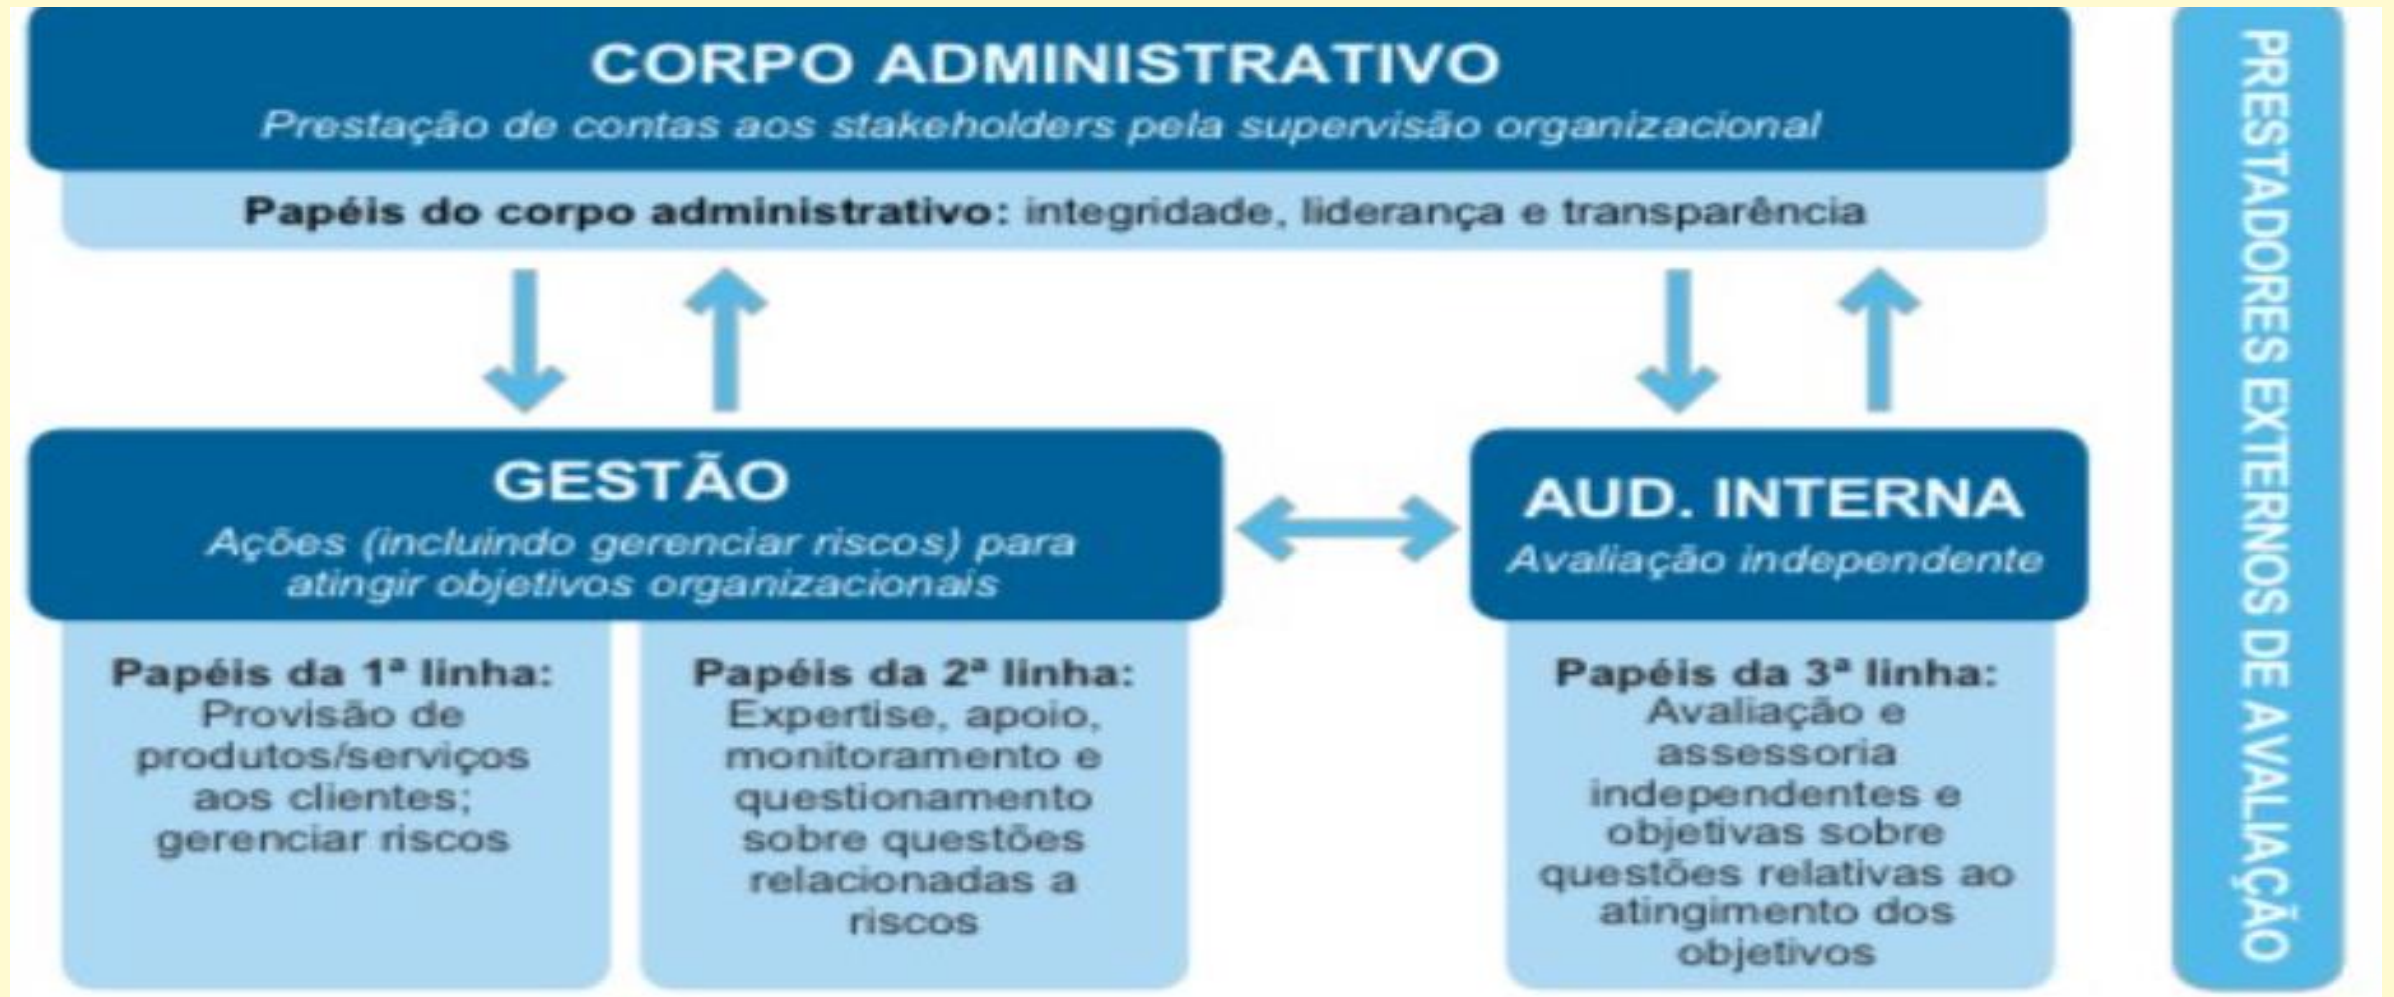 CORPO ADMINISTRATIVO
Prestação de contas aos stakeholders pela supervisão organizacional
Papéis do corpo administrativo: integridade, liderança e transparência
GESTÃO
Ações (incluindo gerenciar riscos) para
atingir objetivos organizacionais
Papéis da 1ª linha:
Provisão de
produtos/serviços
aos clientes;
gerenciar riscos
Papéis da 2ª linha:
Expertise, apoio,
monitoramento e
questionamento
sobre questões
relacionadas a
riscos
AUD. INTERNA
Avaliação independente
Papéis da 3ª linha:
Avaliação e
assessoria
independentes e
objetivas sobre
questões relativas ao
atingimento dos
objetivos
PRESTADORES EXTERNOS DE AVALIAÇÃO